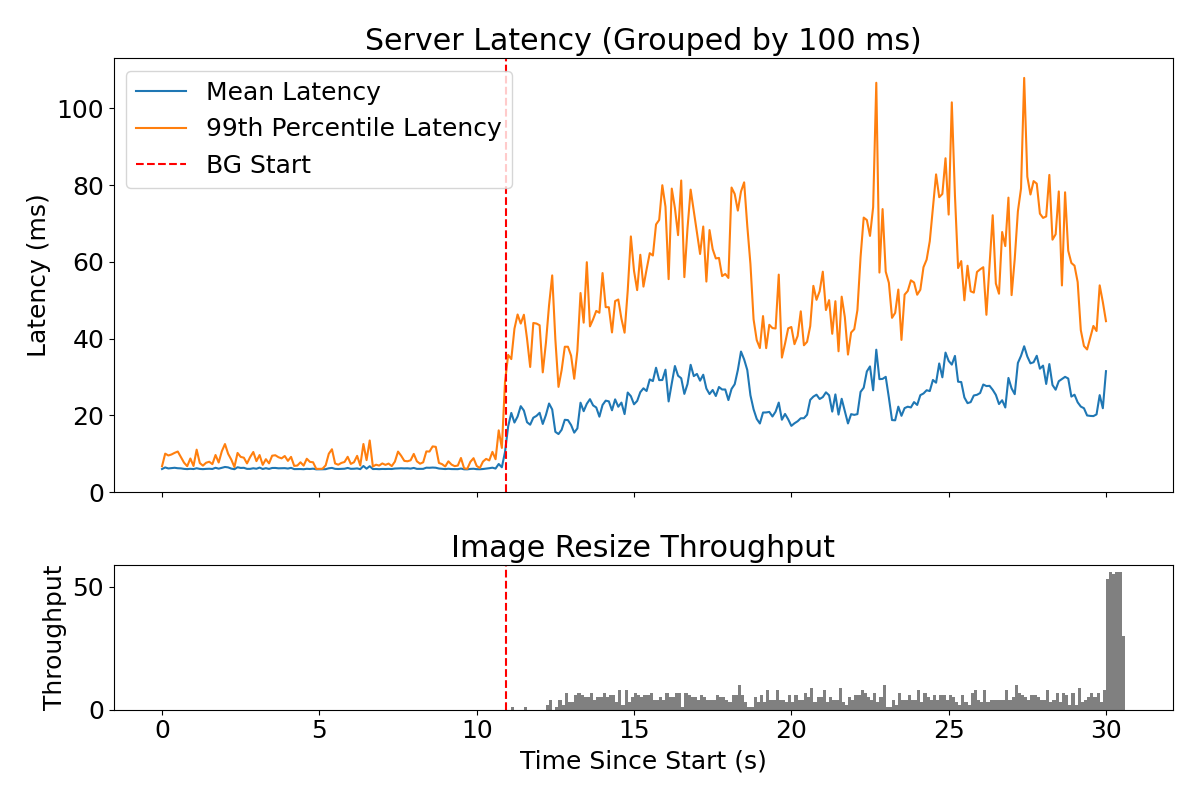 Server Latency (Grouped by 100 ms)
Mean Latency
99th Percentile Latency
BG Start
Latency (ms)
100
80
60
40
20
0
Image Resize Throughput
Throughput
50
0
0 5 10 15 20 25 30
Time Since Start (s)